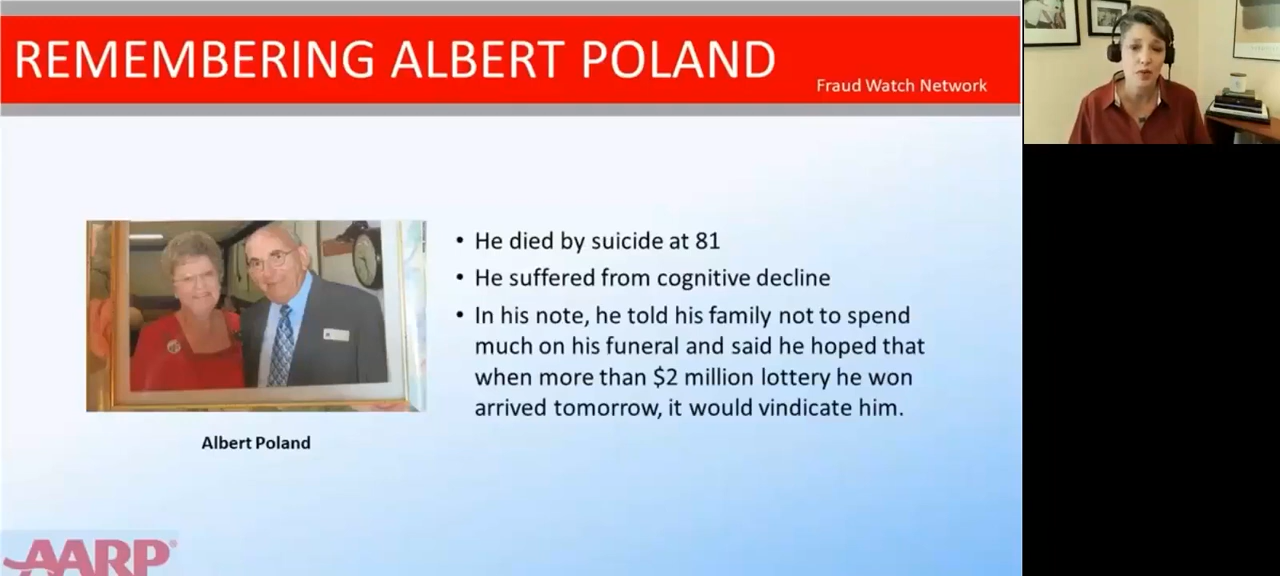 REMEMBERING ALBERT POLAND
Fraud Watch Network
• He died by suicide at 81
• He suffered from cognitive decline
• In his note, he told his family not to spend
much on his funeral and said he hoped that
when more than $2 million lottery he won
arrived tomorrow, it would vindicate him.
Albert Poland
AARP®